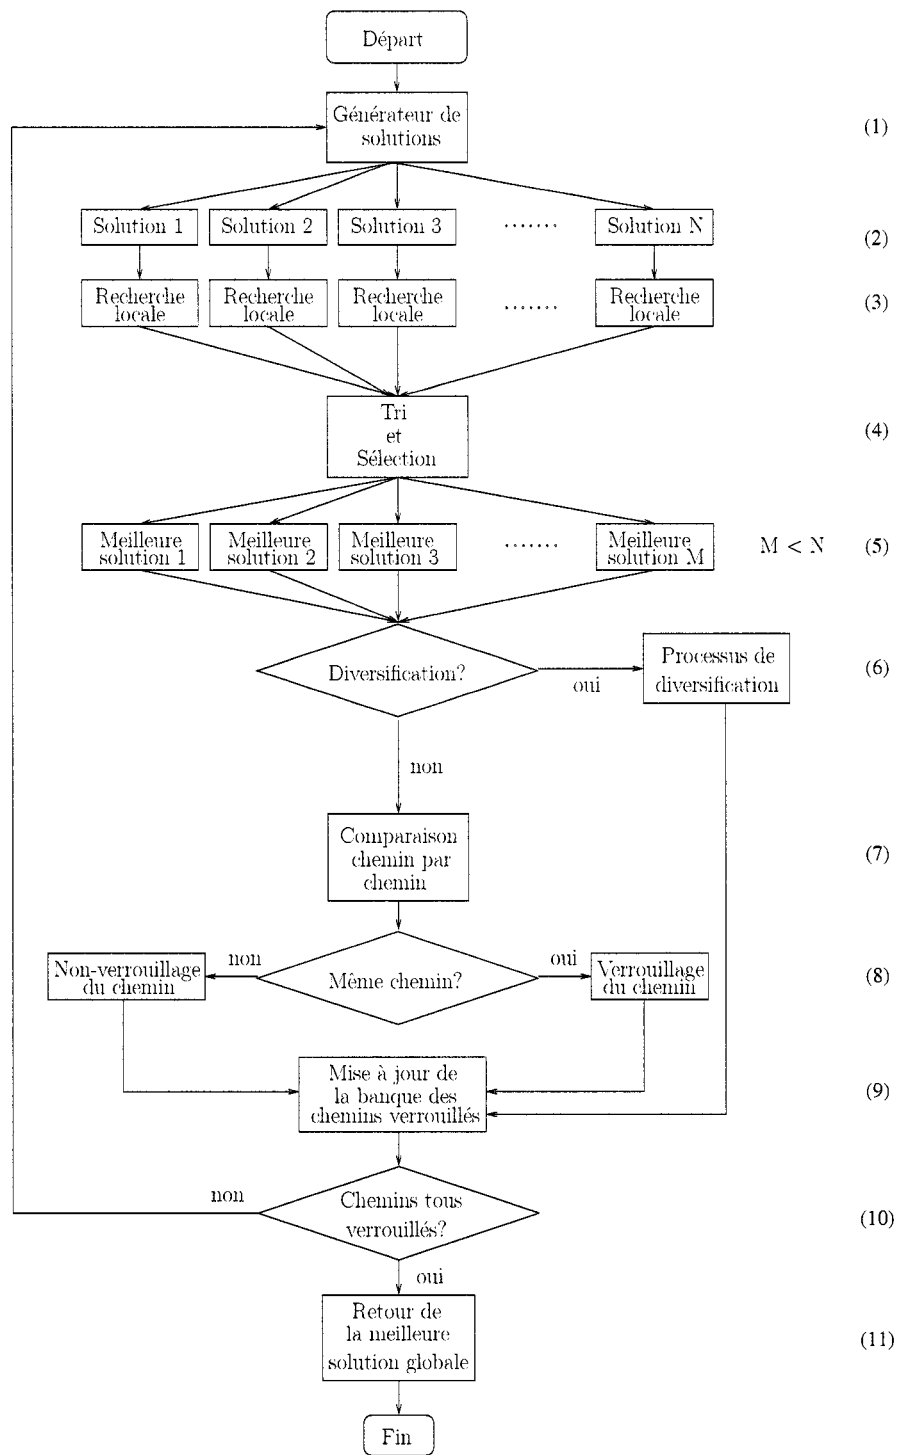 Départ
Générateur de
solutions
(1)
Solution 1
Solution 2
Solution 3
.......
Solution N
(2)
Recherche
locale
Recherche
locale
Recherche
locale
.......
Recherche
locale
(3)
Tri
et
Sélection
(4)
Meilleure
solution 1
Meilleure
solution 2
Meilleure
solution 3
.......
Meilleure
solution M
M < N
(5)
Diversification?
oui
Processus de
diversification
(6)
non
Comparaison
chemin par
chemin
(7)
Non-verrouillage
du chemin
non
Même chemin?
oui
Verrouillage
du chemin
(8)
Mise à jour de
la banque des
chemins verrouillés
(9)
non
Chemins tous
verrouillés?
(10)
oui
Retour de
la meilleure
solution globale
(11)
Fin